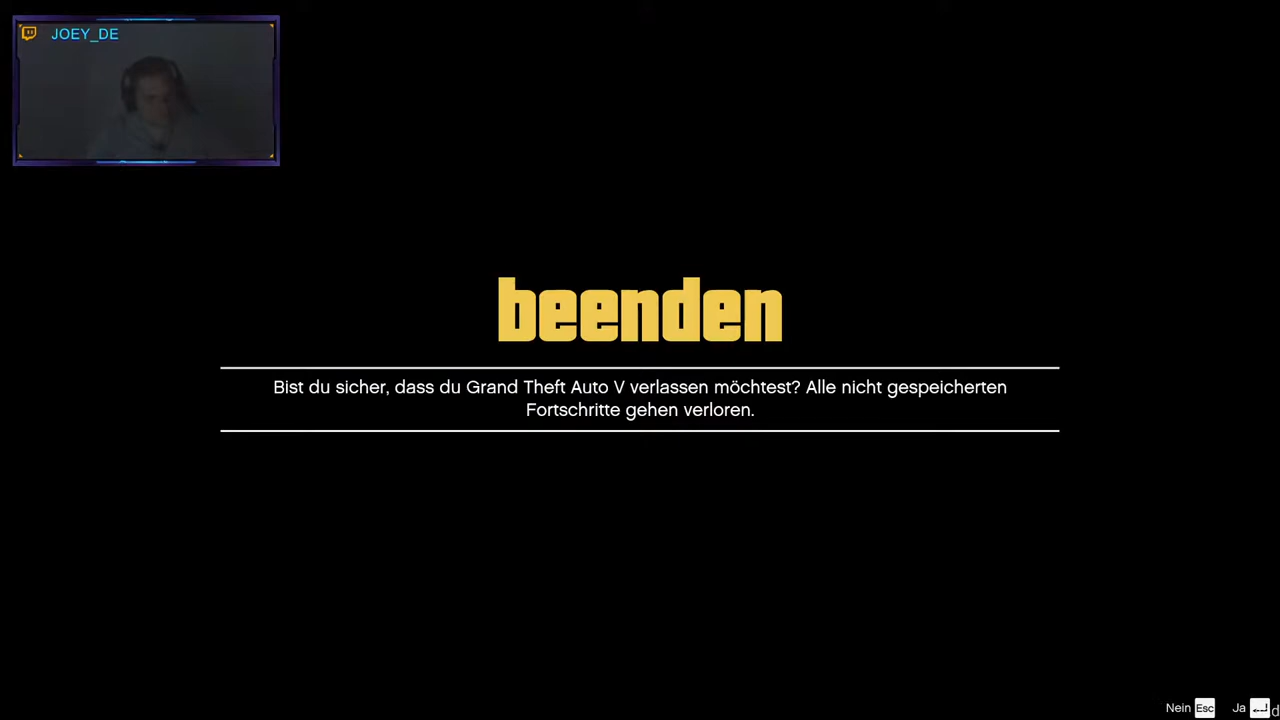 JOEY_DE
beenden
Bist du sicher, dass du Grand Theft Auto V verlassen möchtest? Alle nicht gespeicherten
Fortschritte gehen verloren.
Nein Esc Ja